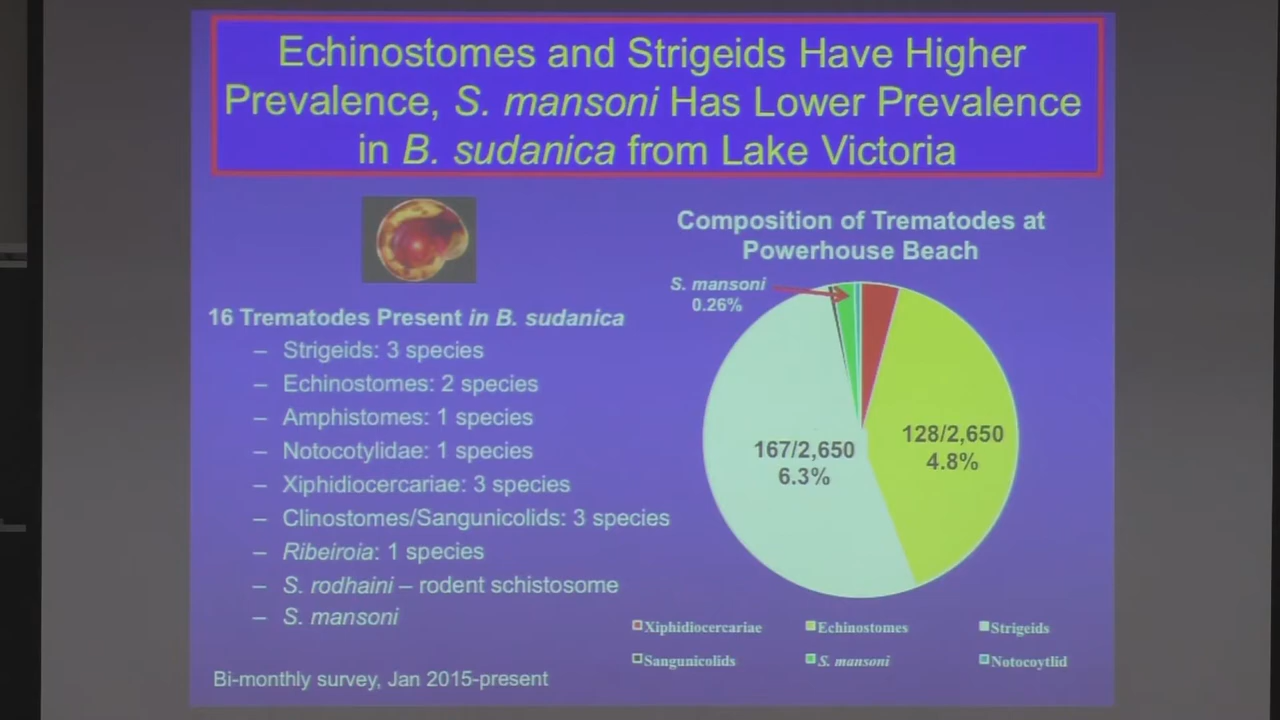 Echinostomes and Strigeids Have Higher
Prevalence, S. mansoni Has Lower Prevalence
in B. sudanica from Lake Victoria
16 Trematodes Present in B. sudanica
– Strigeids: 3 species
– Echinostomes: 2 species
– Amphistomes: 1 species
– Notocotylidae: 1 species
– Xiphidiocercariae: 3 species
– Clinostomes/Sangunicolids: 3 species
– Ribeiroia: 1 species
– S. rodhaini – rodent schistosome
– S. mansoni
Bi-monthly survey, Jan 2015-present
Composition of Trematodes at
Powerhouse Beach
S. mansoni
0.26%
167/2,650
6.3%
128/2,650
4.8%
Xiphidiocercariae Echinostomes Strigeids
Sangunicolids S. mansoni Notocoytlid